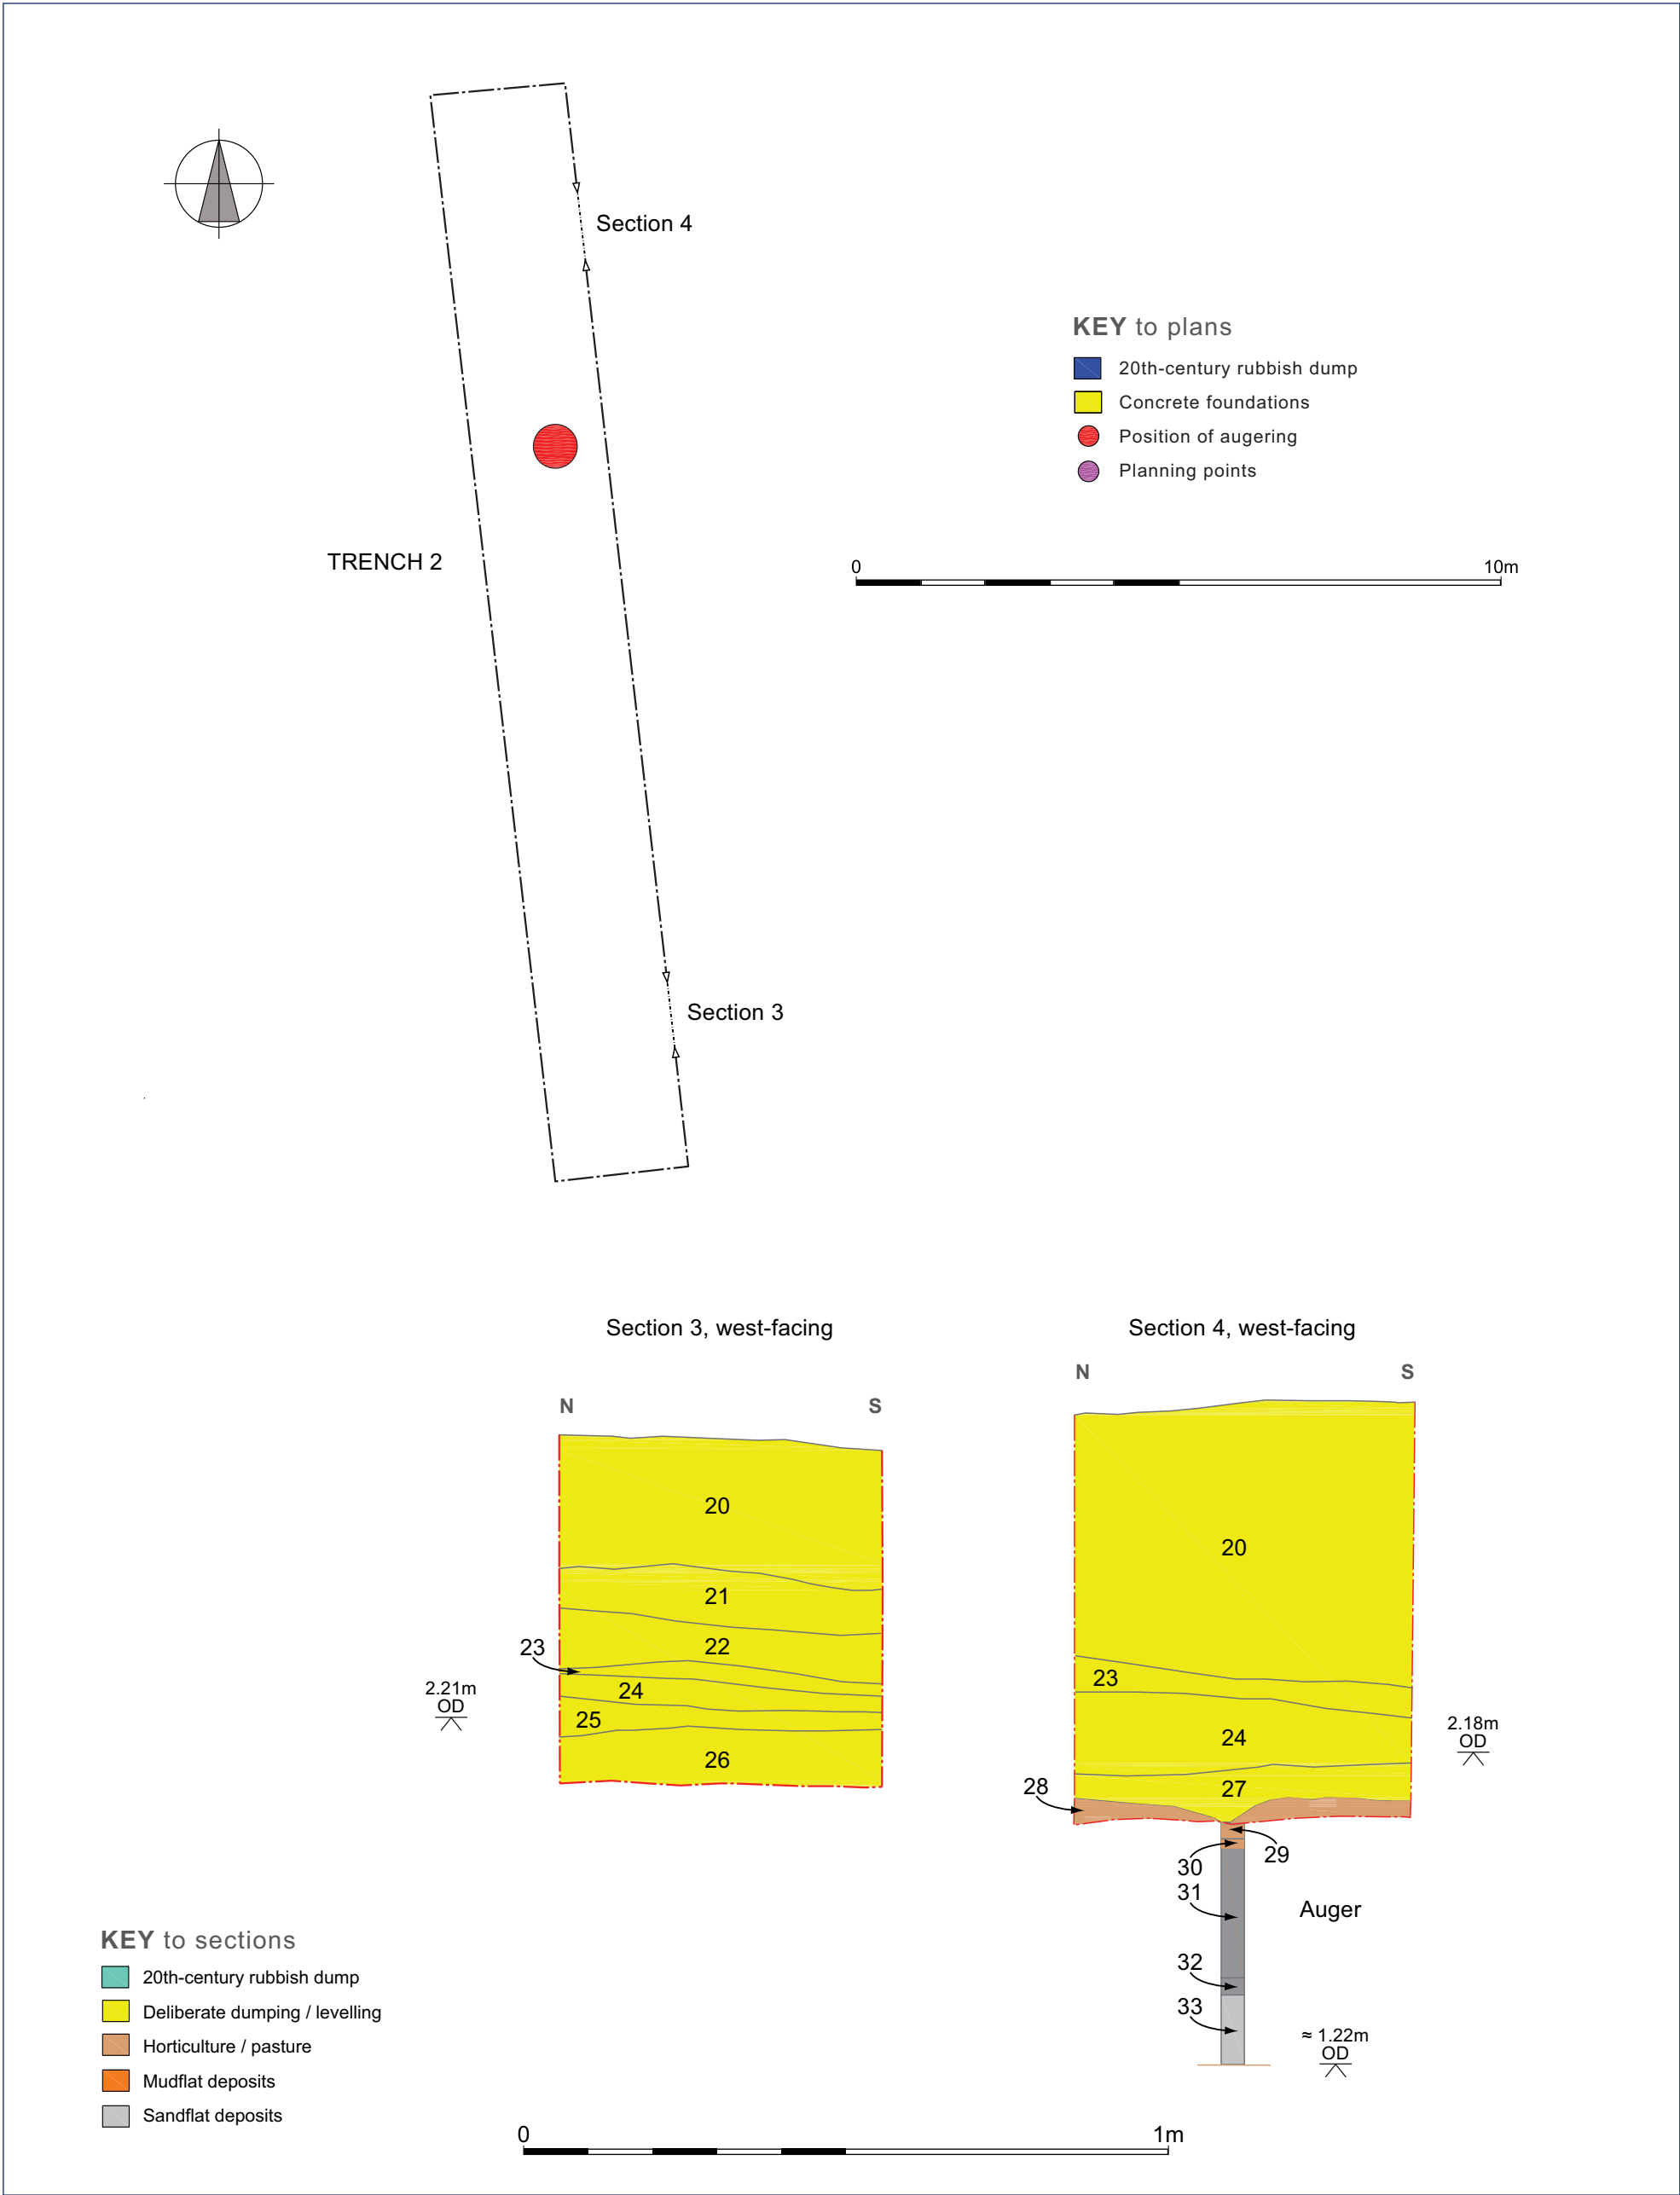 Section 4
KEY to plans
20th-century rubbish dump
Concrete foundations
Position of augering
Planning points
TRENCH 2
0 10m
Section 3
Section 3, west-facing
Section 4, west-facing
N S
N S
20
21
22
23
24
25
26
2.21m
OD
20
23
24
27
28
2.18m
OD
29
30
31
Auger
32
33
≈ 1.22m
OD
KEY to sections
20th-century rubbish dump
Deliberate dumping / levelling
Horticulture / pasture
Mudflat deposits
Sandflat deposits
0 1m